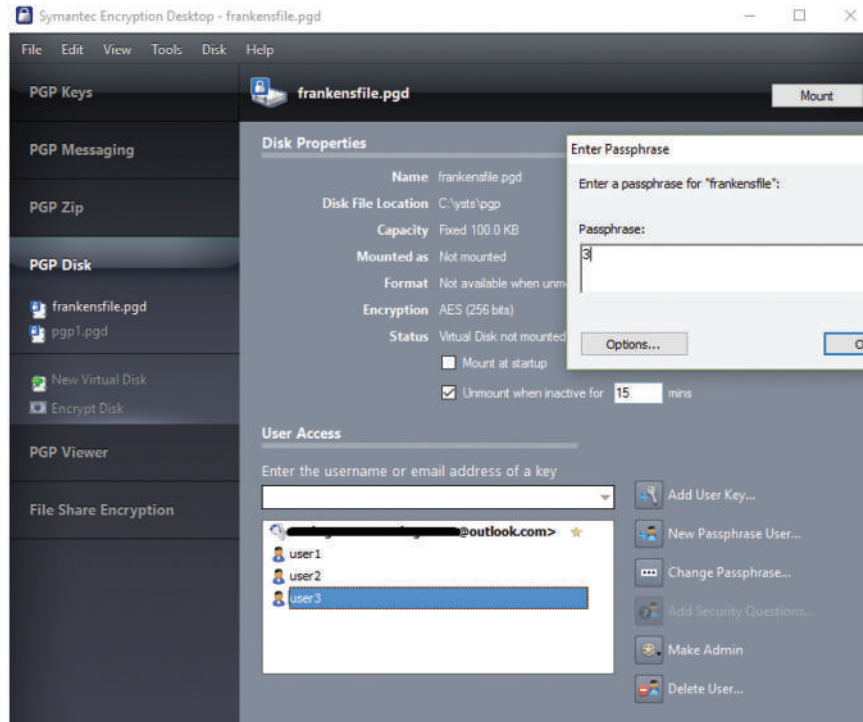 Symantec Encryption Desktop - frankensfile.pgd
File Edit View Tools Disk Help
PGP Keys
PGP Messaging
PGP Zip
PGP Disk
frankensfile.pgd
pgp1.pgd
New Virtual Disk
Encrypt Disk
PGP Viewer
File Share Encryption
frankensfile.pgd
Mount
Disk Properties
Name frankensfile.pgd
Disk File Location C:\ysts\pgp
Capacity Fixed 100.0 KB
Mounted as Not mounted
Format Not available when
Encryption AES (256 bits)
Status Virtual Disk not mounted
Mount at startup
Unmount when inactive for 15 mins
Enter Passphrase
Enter a passphrase for "frankensfile":
Passphrase:
3
Options...
User Access
Enter the username or email address of a key
@outlook.com>
user1
user2
user3
Add User Key...
New Passphrase User...
Change Passphrase...
Add Security Questions...
Make Admin
Delete User...